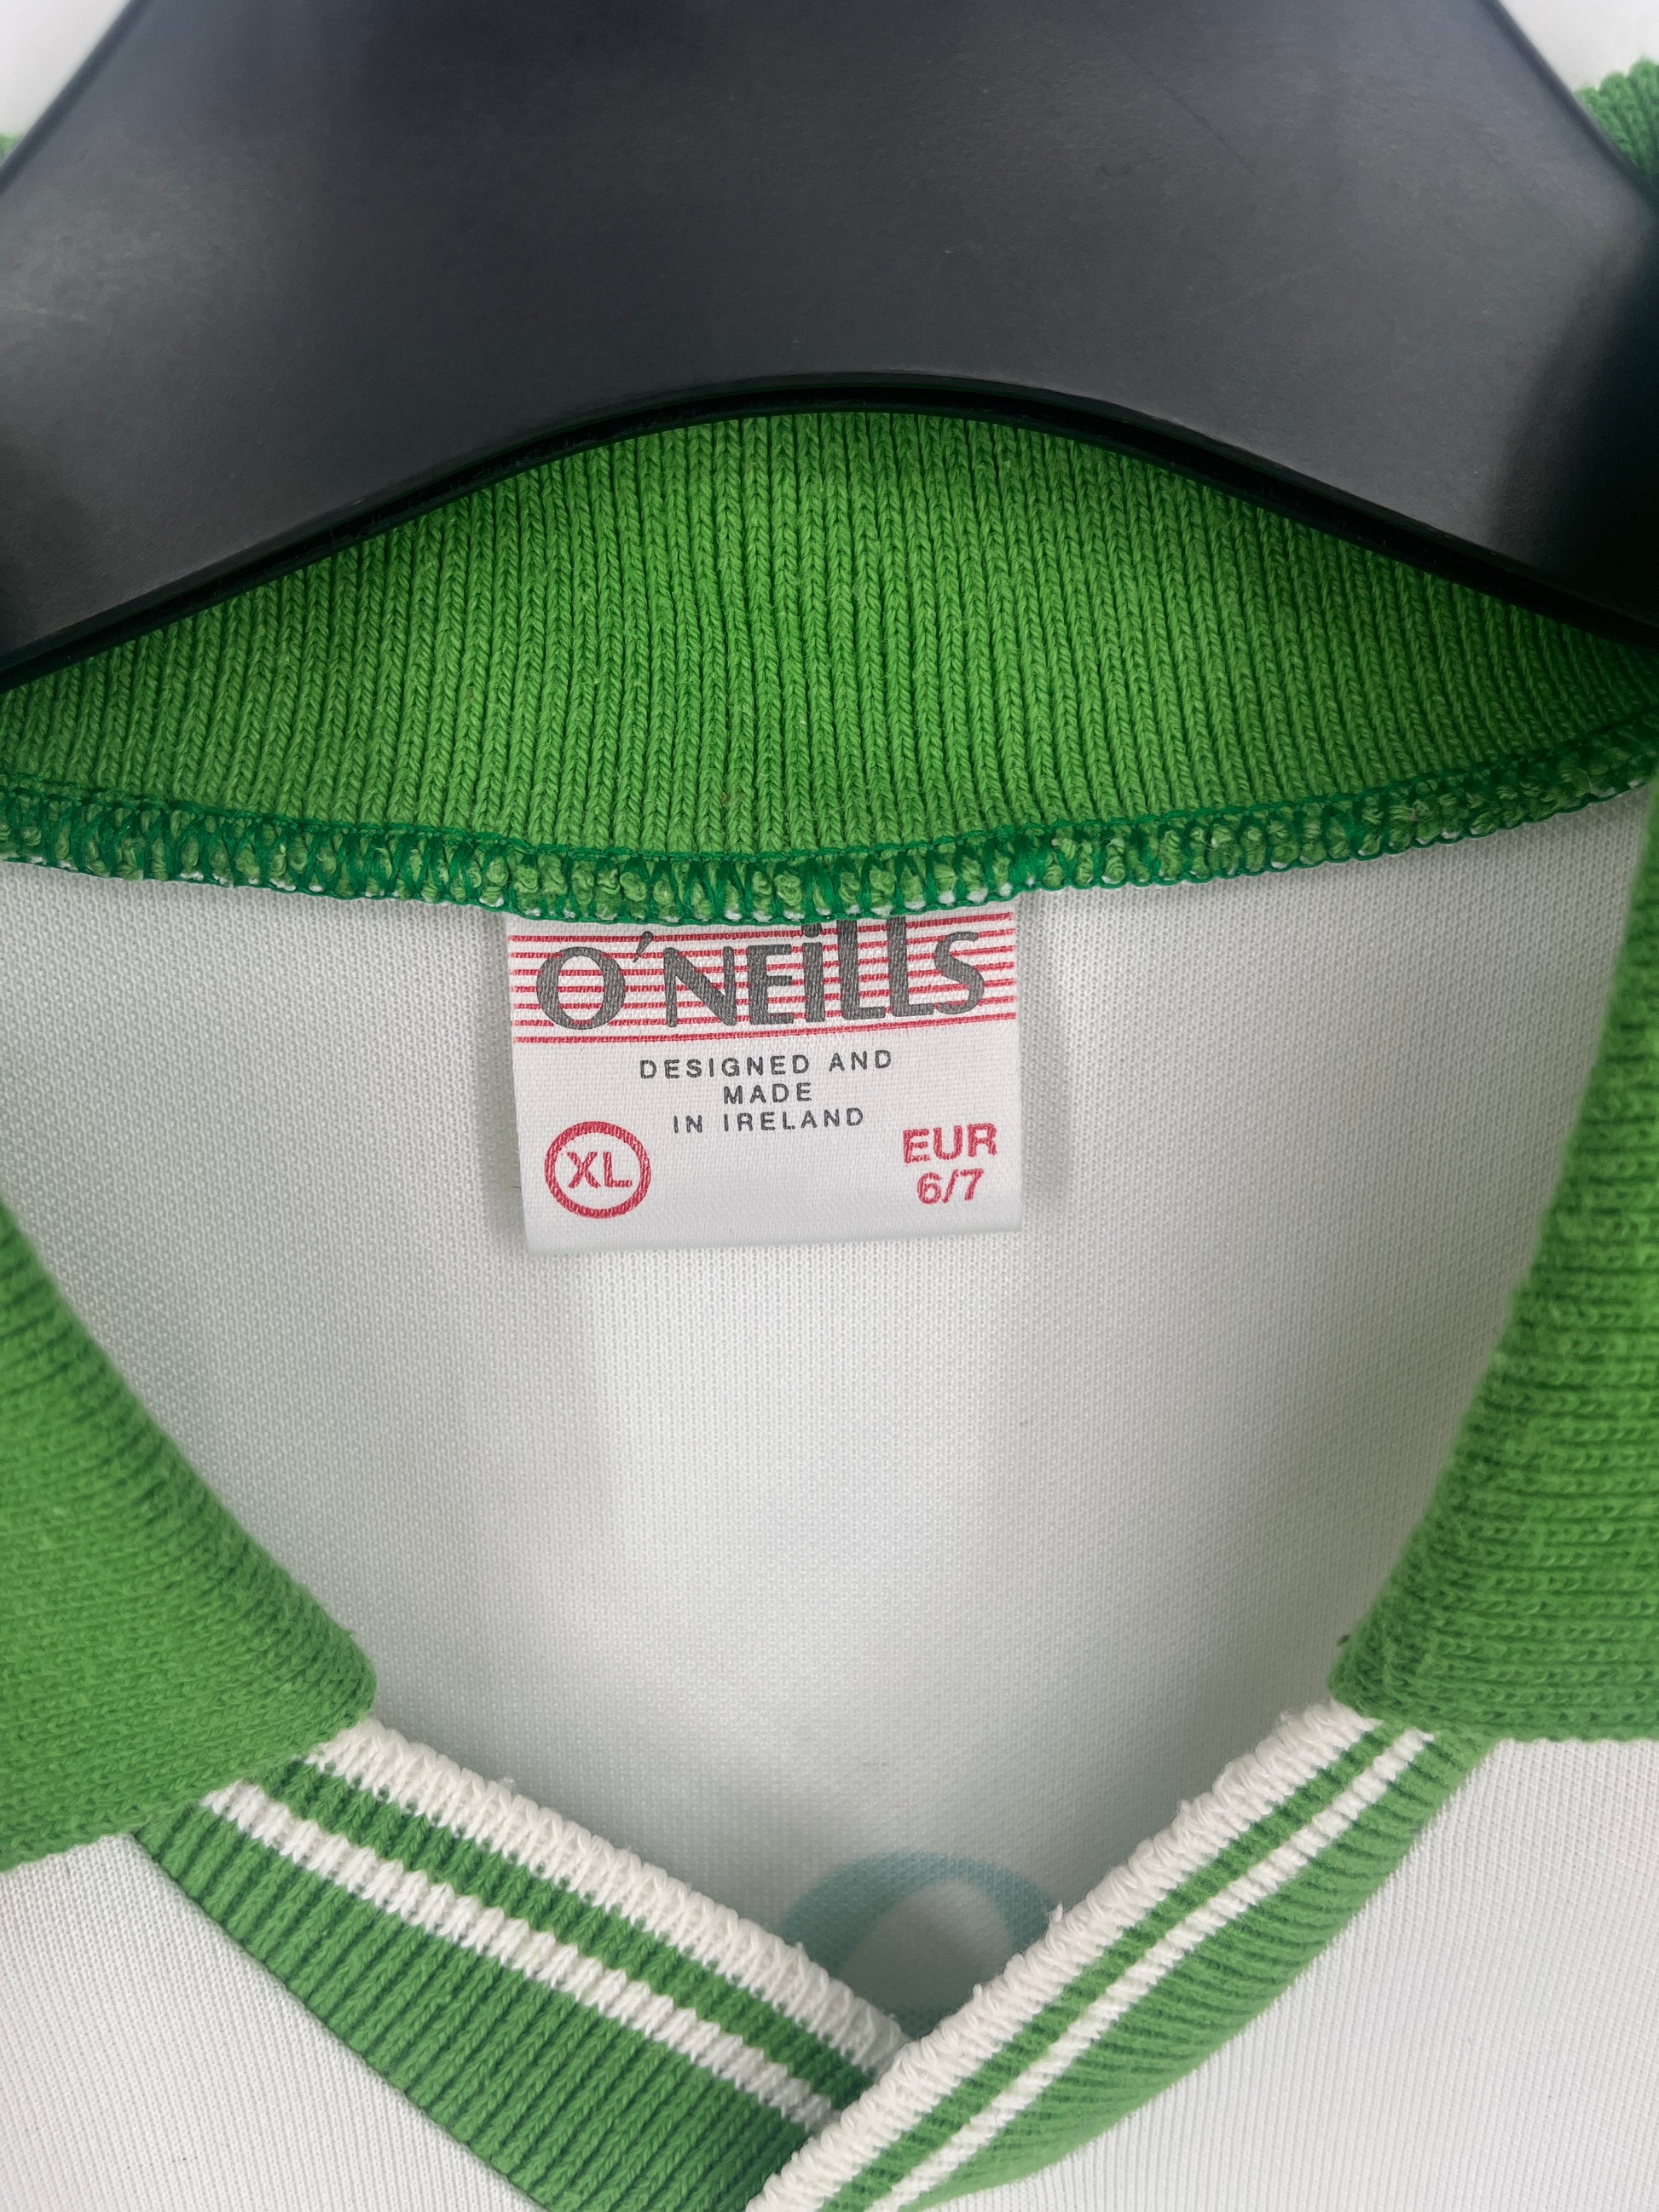 O'NEiLLS
DESIGNED AND
MADE
IN IRELAND
XL
EUR
6/7